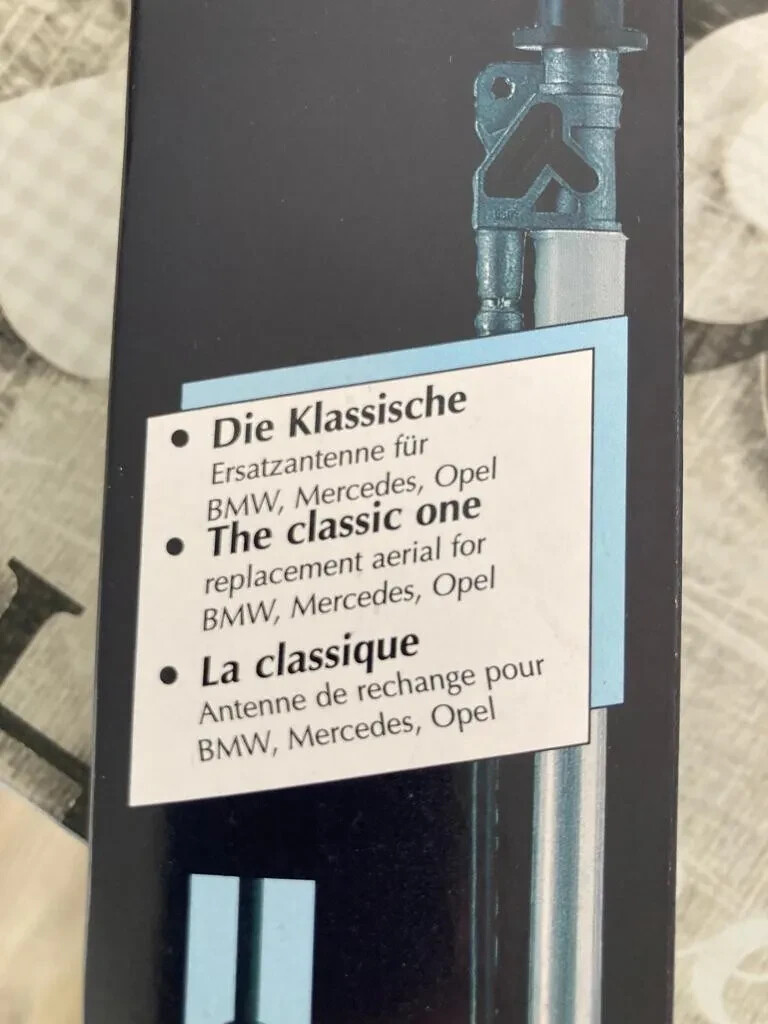 • Die Klassische
Ersatzantenne für
BMW, Mercedes, Opel
• The classic one
replacement aerial for
BMW, Mercedes, Opel
• La classique
Antenne de rechange pour
BMW, Mercedes, Opel